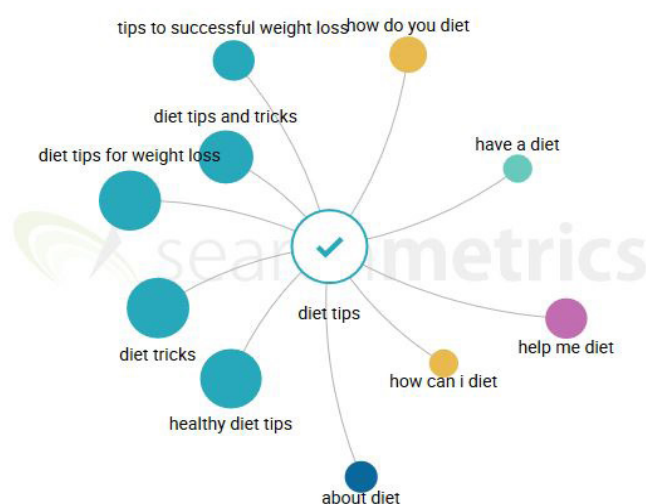 tips to successful weight loss
how do you diet
diet tips and tricks
have a diet
diet tips for weight loss
searchmetrics
diet tips
help me diet
diet tricks
how can i diet
healthy diet tips
about diet